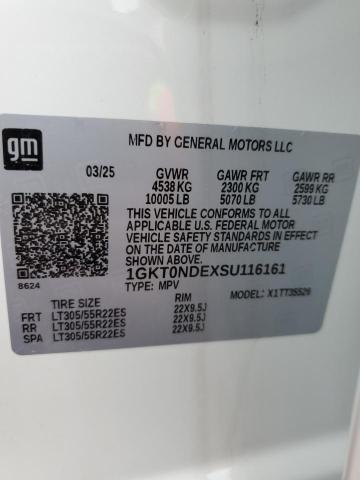 gm
MFD BY GENERAL MOTORS LLC
03/25 GVWR GAWR FRT GAWR RR
4538 KG 2300 KG 2599 KG
10005 LB 5070 LB 5730 LB
THIS VEHICLE CONFORMS TO ALL
APPLICABLE U.S. FEDERAL MOTOR
VEHICLE SAFETY STANDARDS IN EFFECT
ON THE DATE OF MANUFACTURE
SHOWN ABOVE.
1GKT0NDEXSU116161
8624 TYPE: MPV MODEL: X1TT35526
TIRE SIZE RIM
FRT LT305/55R22ES 22X9.5J
RR LT305/55R22ES 22X9.5J
SPA LT305/55R22ES 22X9.5J